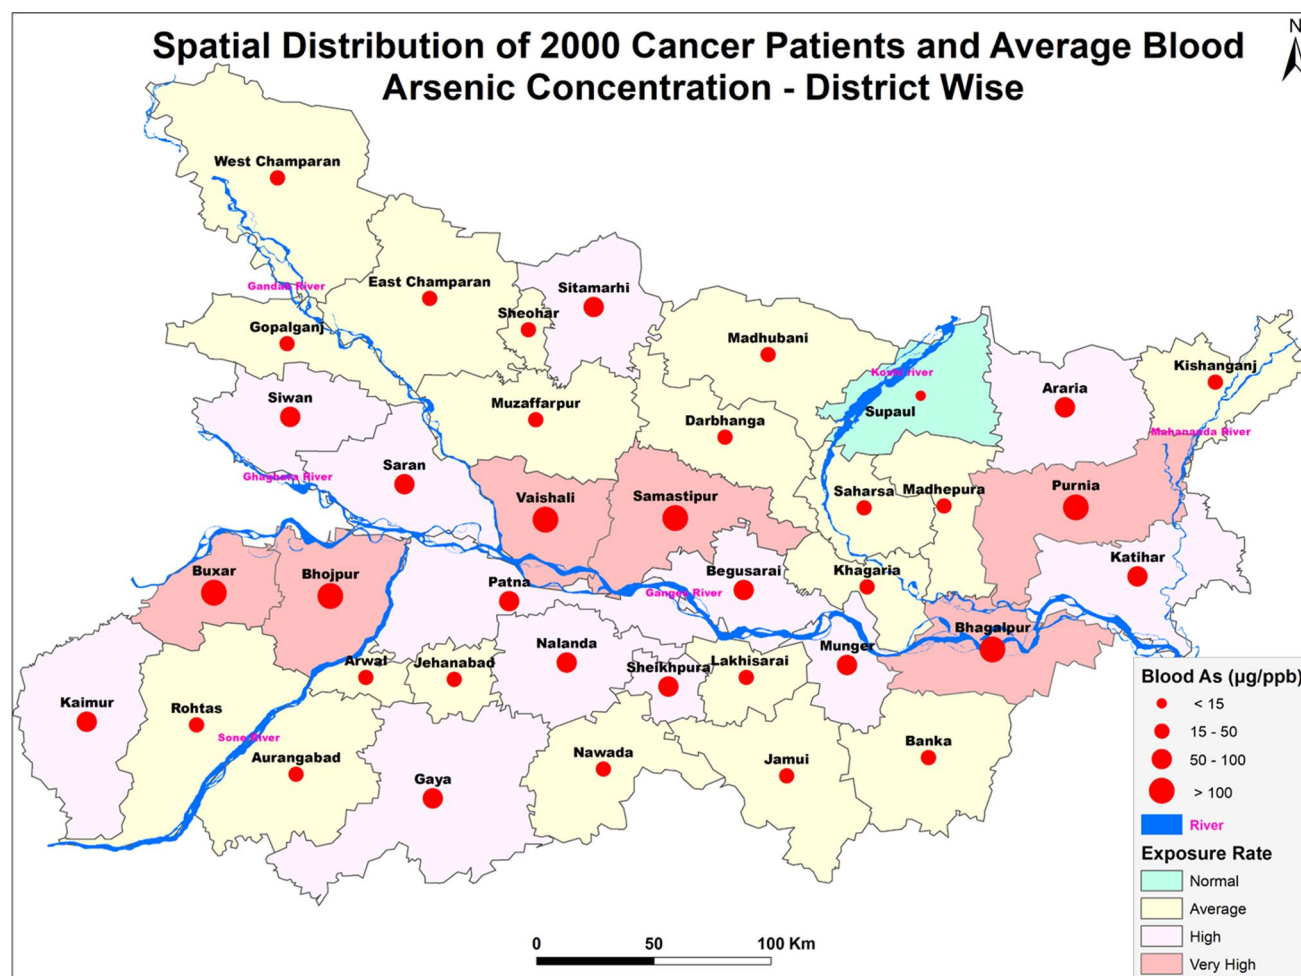 N
Spatial Distribution of 2000 Cancer Patients and Average Blood
Arsenic Concentration - District Wise
West Champaran
East Champaran
Gandak River
Sitamarhi
Sheohar
Gopalganj
Madhubani
Kishanganj
Koshi river
Araria
Siwan
Muzaffarpur
Supaul
Darbhanga
Mahananda River
Saran
Ghaghara River
Vaishali
Samastipur
Saharsa
Madhepura
Purnia
Katihar
Buxar
Bhojpur
Patna
Begusarai
Khagaria
Ganges River
Bhagalpur
Nalanda
Munger
Arwal
Jehanabad
Sheikhpura
Lakhisarai
Kaimur
Rohtas
Sone River
Aurangabad
Gaya
Nawada
Jamui
Banka
Blood As (µg/ppb)
< 15
15 - 50
50 - 100
> 100
River
Exposure Rate
Normal
Average
High
Very High
0 50 100 Km